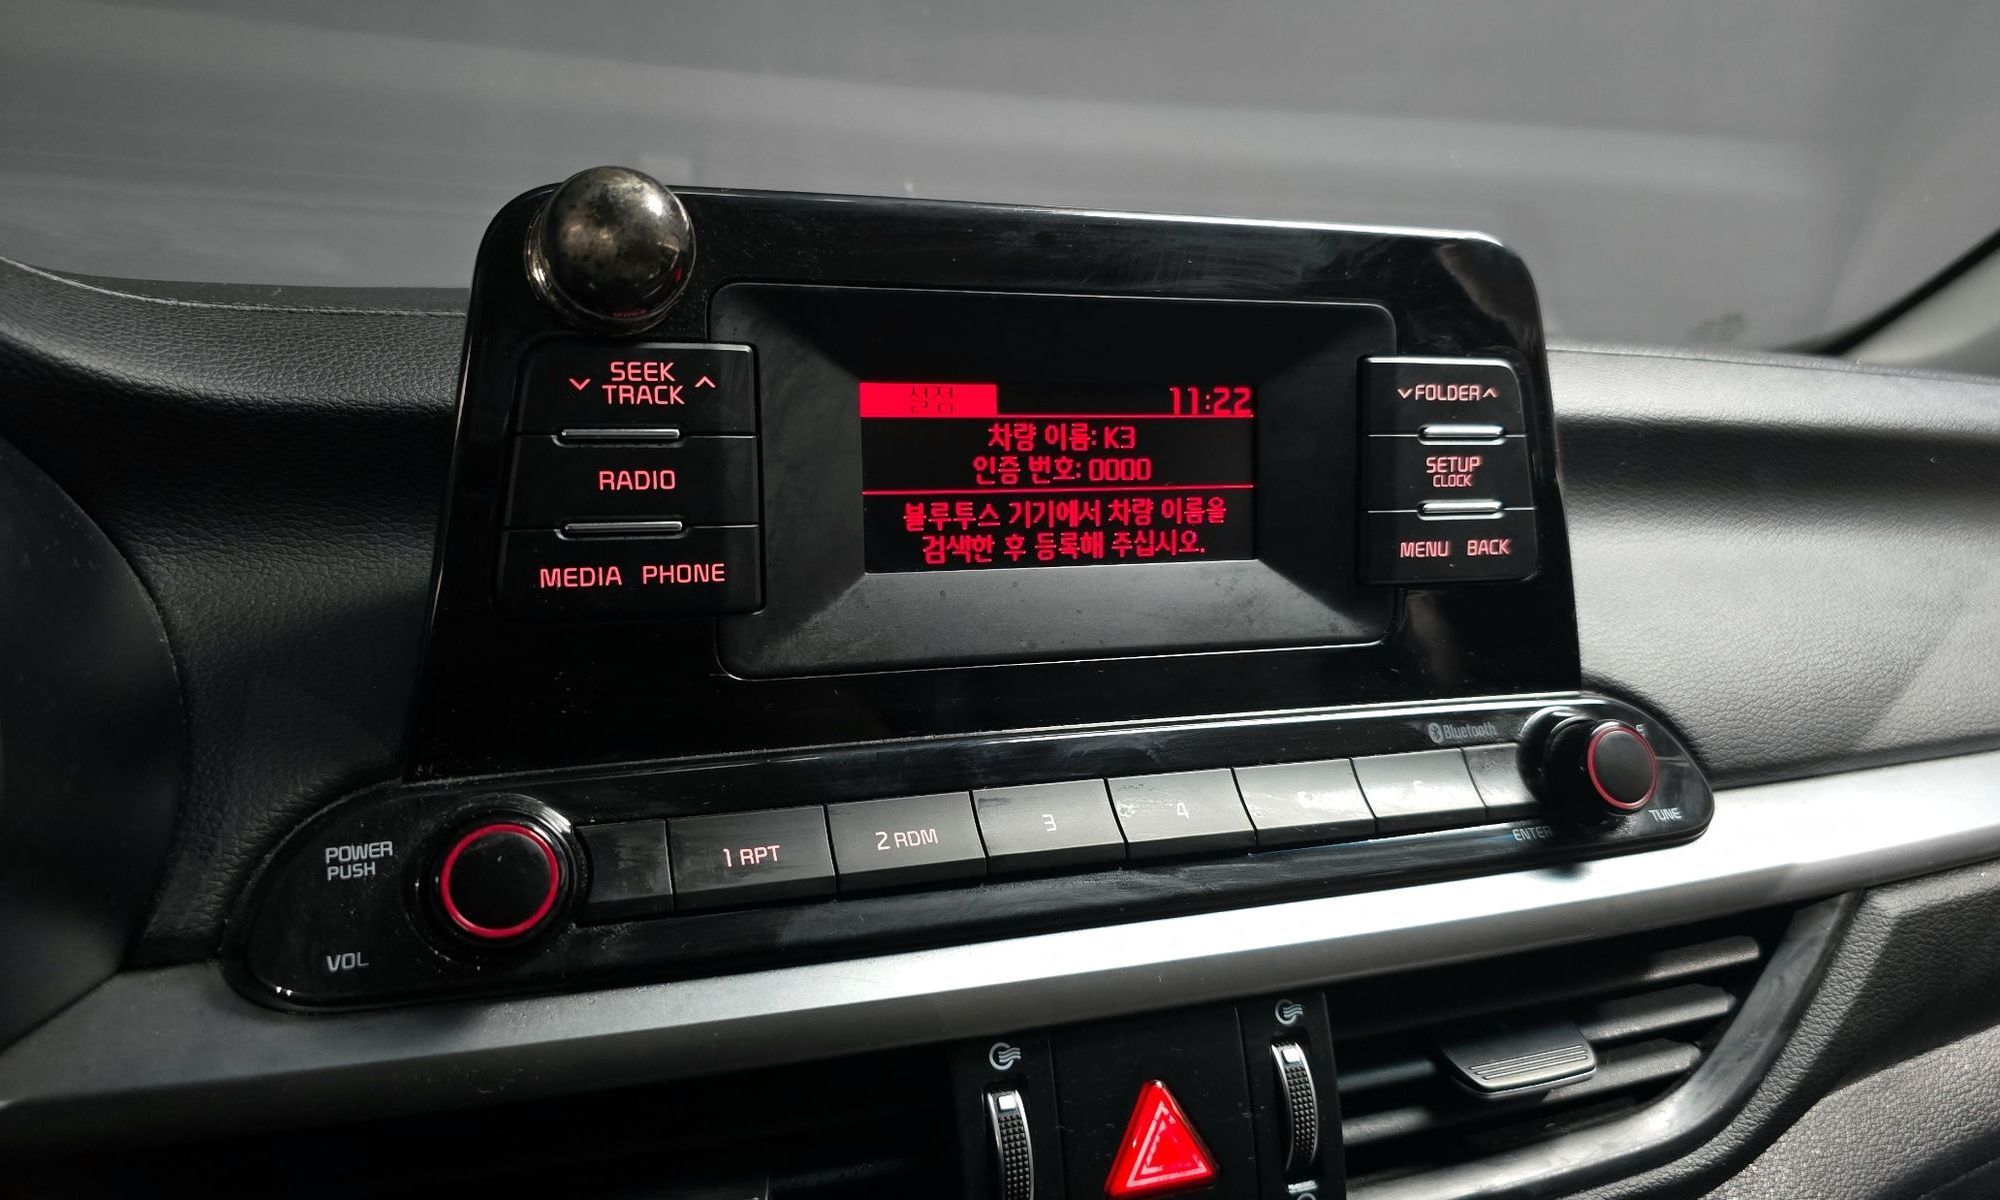 SEEK
TRACK
RADIO
MEDIA PHONE
설정 11:22
차량 이름: K3
인증 번호: 0000
블루투스 기기에서 차량 이름을
검색한 후 등록해 주십시오.
FOLDER
SETUP
CLOCK
MENU BACK
Bluetooth
POWER
PUSH
VOL
1 RPT
2 RDM
3
4
ENTER
TUNE